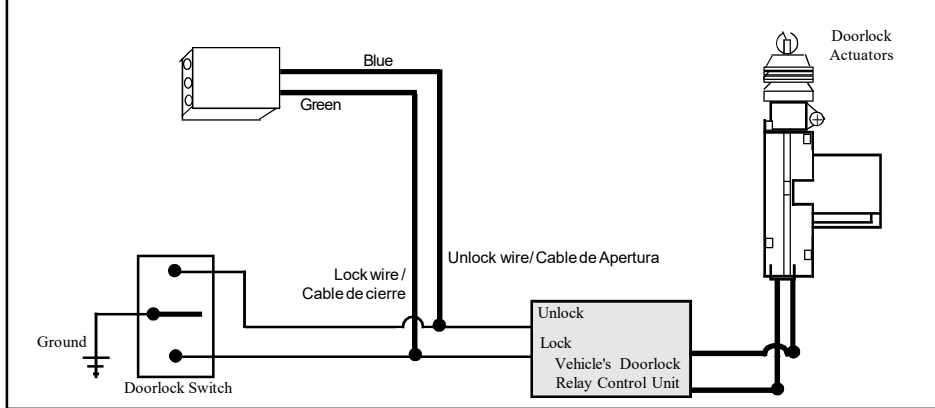 Doorlock
Actuators
Blue
Green
Unlock wire/ Cable de Apertura
Lock wire /
Cable de cierre
Unlock
Ground
Lock
Vehicle's Doorlock
Relay Control Unit
Doorlock Switch